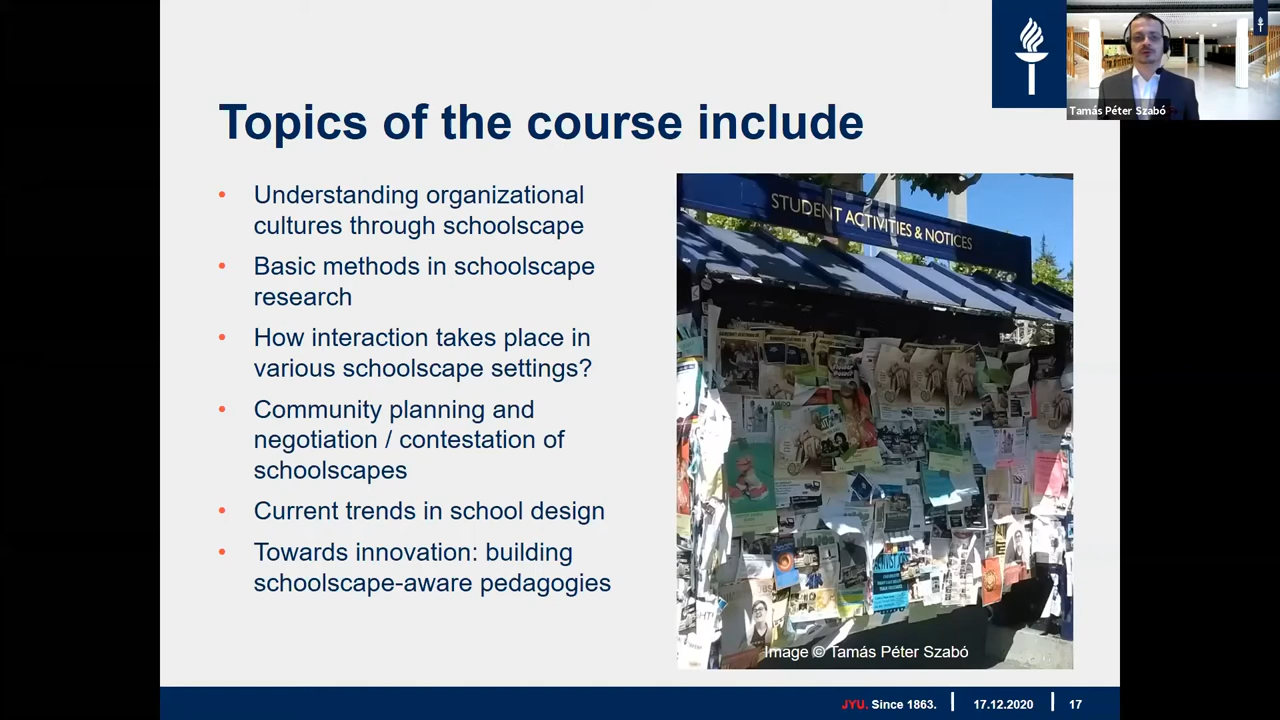 Tamás Péter Szabó
Topics of the course include
• Understanding organizational
cultures through schoolscape
• Basic methods in schoolscape
research
• How interaction takes place in
various schoolscape settings?
• Community planning and
negotiation / contestation of
schoolscapes
• Current trends in school design
• Towards innovation: building
schoolscape-aware pedagogies
STUDENT ACTIVITIES & NOTICES
Image © Tamás Péter Szabó
JYU. Since 1863.
17.12.2020
17